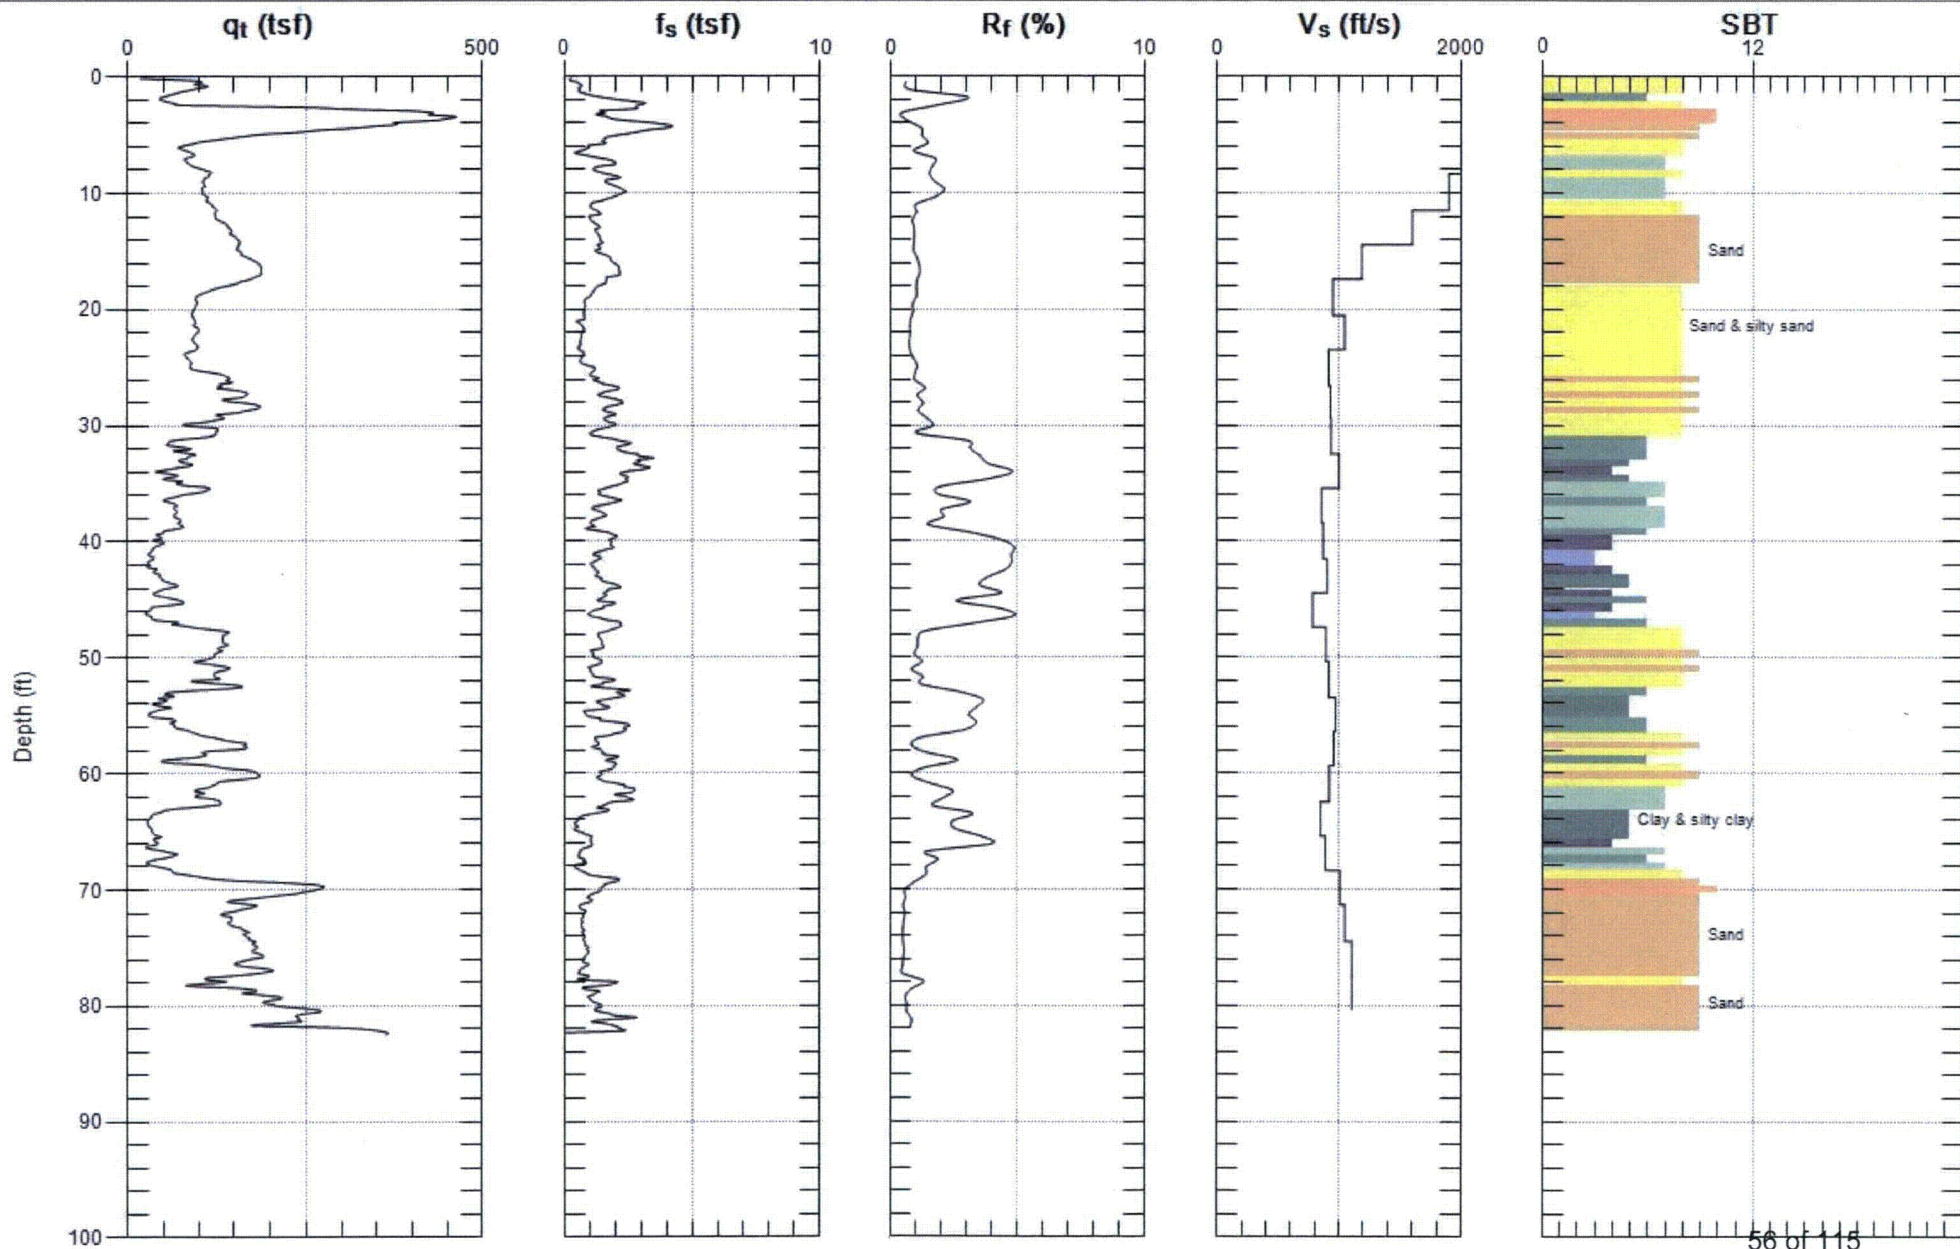 qt (tsf) fs (tsf) Rf (%) Vs (ft/s) SBT
0 500 0 10 0 10 0 2000 0 12
0
10
Sand
20
Sand & silty sand
30
40
50
Depth (ft)
60
Clay & silty clay
70
Sand
80
Sand
90
100
56 of 115